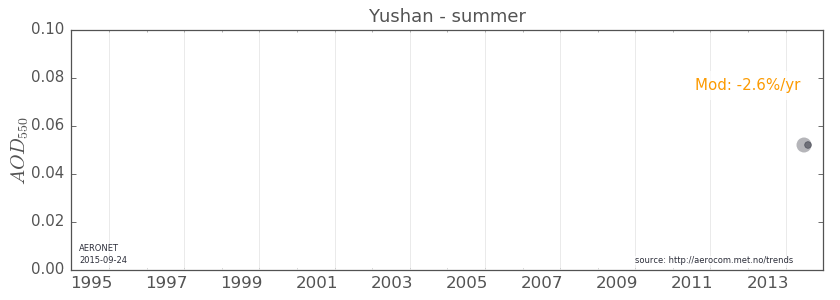 Yushan - summer
0.10
0.08
0.06
0.04
0.02
0.00
AOD550
Mod: -2.6%/yr
AERONET
2015-09-24
source: http://aerocom.met.no/trends
1995 1997 1999 2001 2003 2005 2007 2009 2011 2013